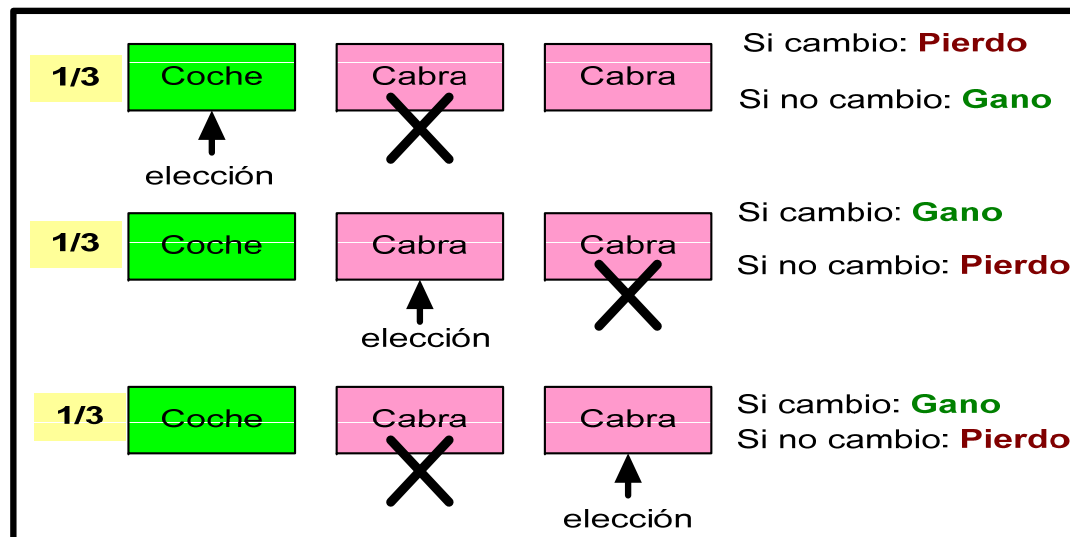 1/3 Coche Cabra Cabra Si cambio: Pierdo
Si no cambio: Gano
elección
1/3 Coche Cabra Cabra Si cambio: Gano
Si no cambio: Pierdo
elección
1/3 Coche Cabra Cabra Si cambio: Gano
Si no cambio: Pierdo
elección